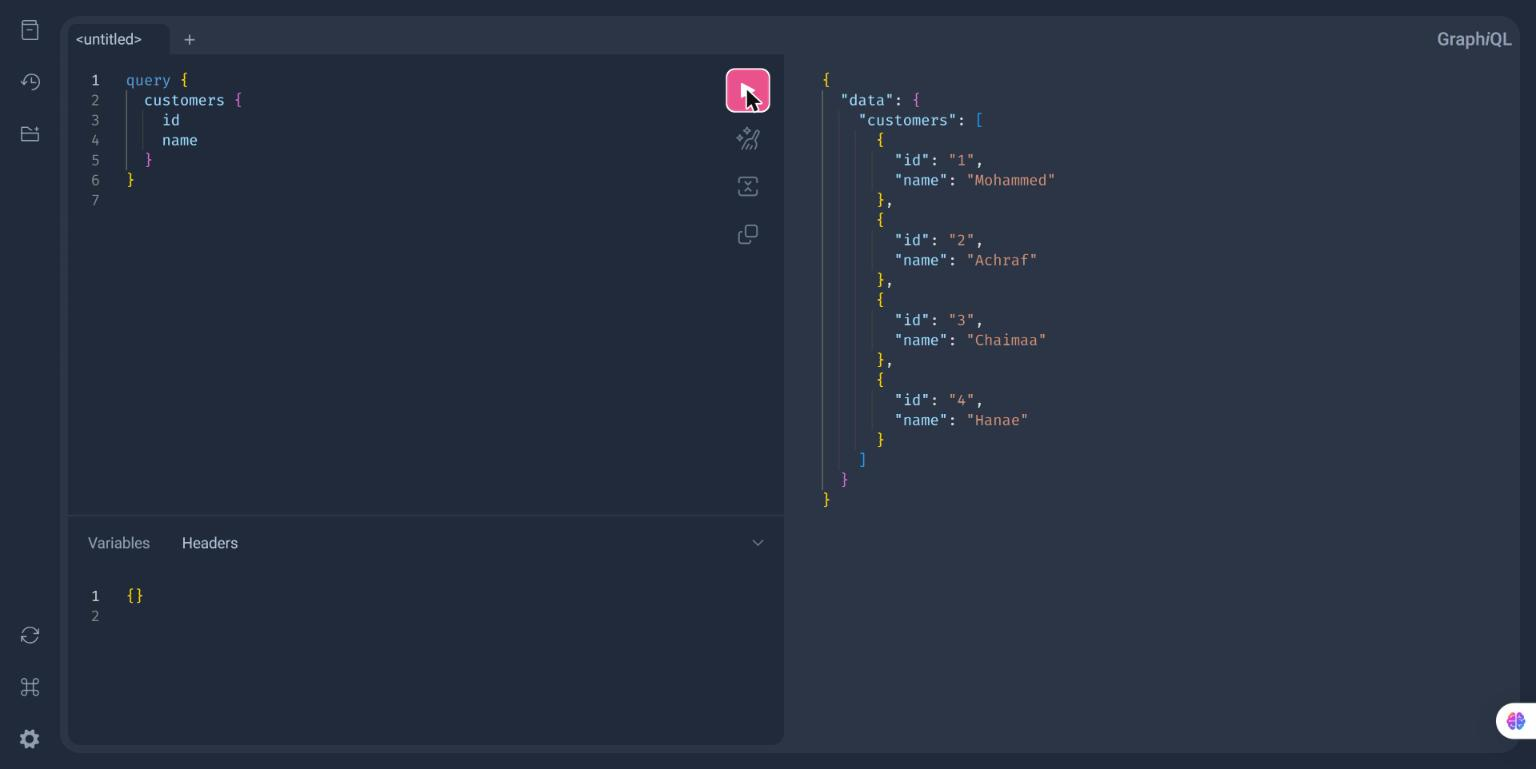 <untitled>
+
GraphiQL
1 query {
2   customers {
3     id
4     name
5   }
6 }
7
{
  "data": {
    "customers": [
      {
        "id": "1",
        "name": "Mohammed"
      },
      {
        "id": "2",
        "name": "Achraf"
      },
      {
        "id": "3",
        "name": "Chaimaa"
      },
      {
        "id": "4",
        "name": "Hanae"
      }
    ]
  }
}
Variables Headers
1 {}
2